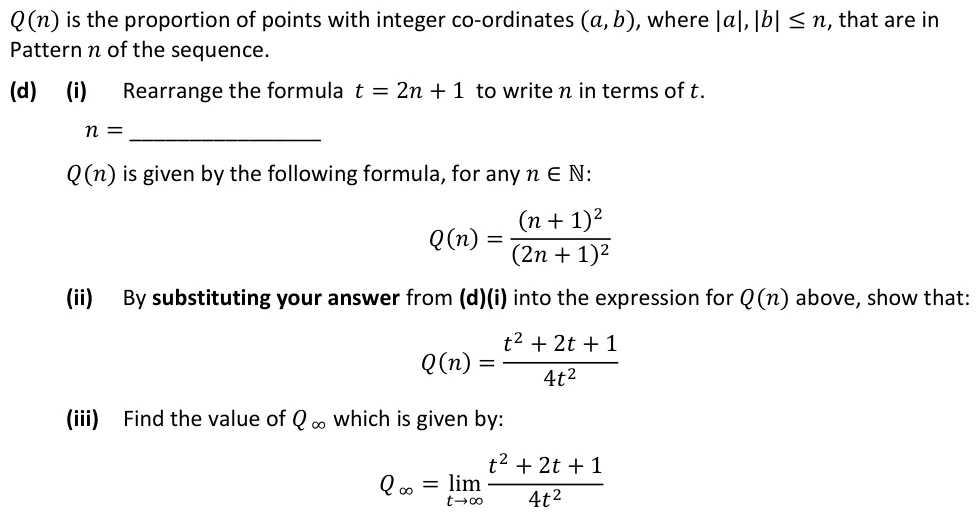 Q(n) is the proportion of points with integer co-ordinates (a, b), where |a|, |b| ≤ n, that are in
Pattern n of the sequence.
(d) (i) Rearrange the formula t = 2n + 1 to write n in terms of t.
n = _________________
Q(n) is given by the following formula, for any n ∈ ℕ:
Q(n) = (n + 1)² / (2n + 1)²
(ii) By substituting your answer from (d)(i) into the expression for Q(n) above, show that:
Q(n) = t² + 2t + 1 / 4t²
(iii) Find the value of Q ∞ which is given by:
Q ∞ = lim t→∞ t² + 2t + 1 / 4t²